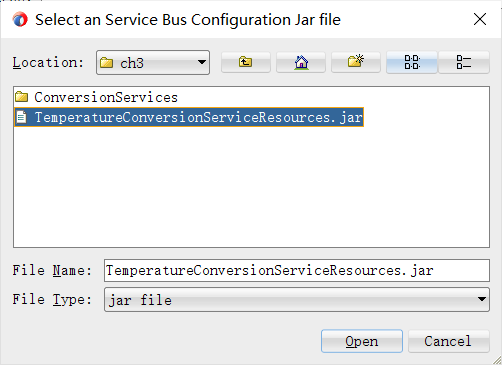 Select an Service Bus Configuration Jar file
Location: ch3
ConversionServices
TemperatureConversionServiceResources.jar
File Name: TemperatureConversionServiceResources.jar
File Type: jar file
Open Cancel